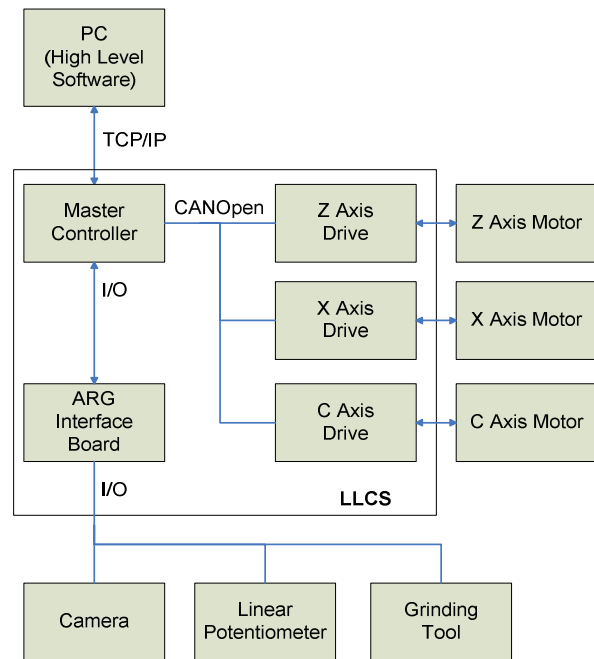 PC
(High Level
Software)
TCP/IP
Master
Controller
CANOpen
Z Axis
Drive
Z Axis Motor
I/O
X Axis
Drive
X Axis Motor
ARG
Interface
Board
C Axis
Drive
C Axis Motor
I/O
LLCS
Camera
Linear
Potentiometer
Grinding
Tool